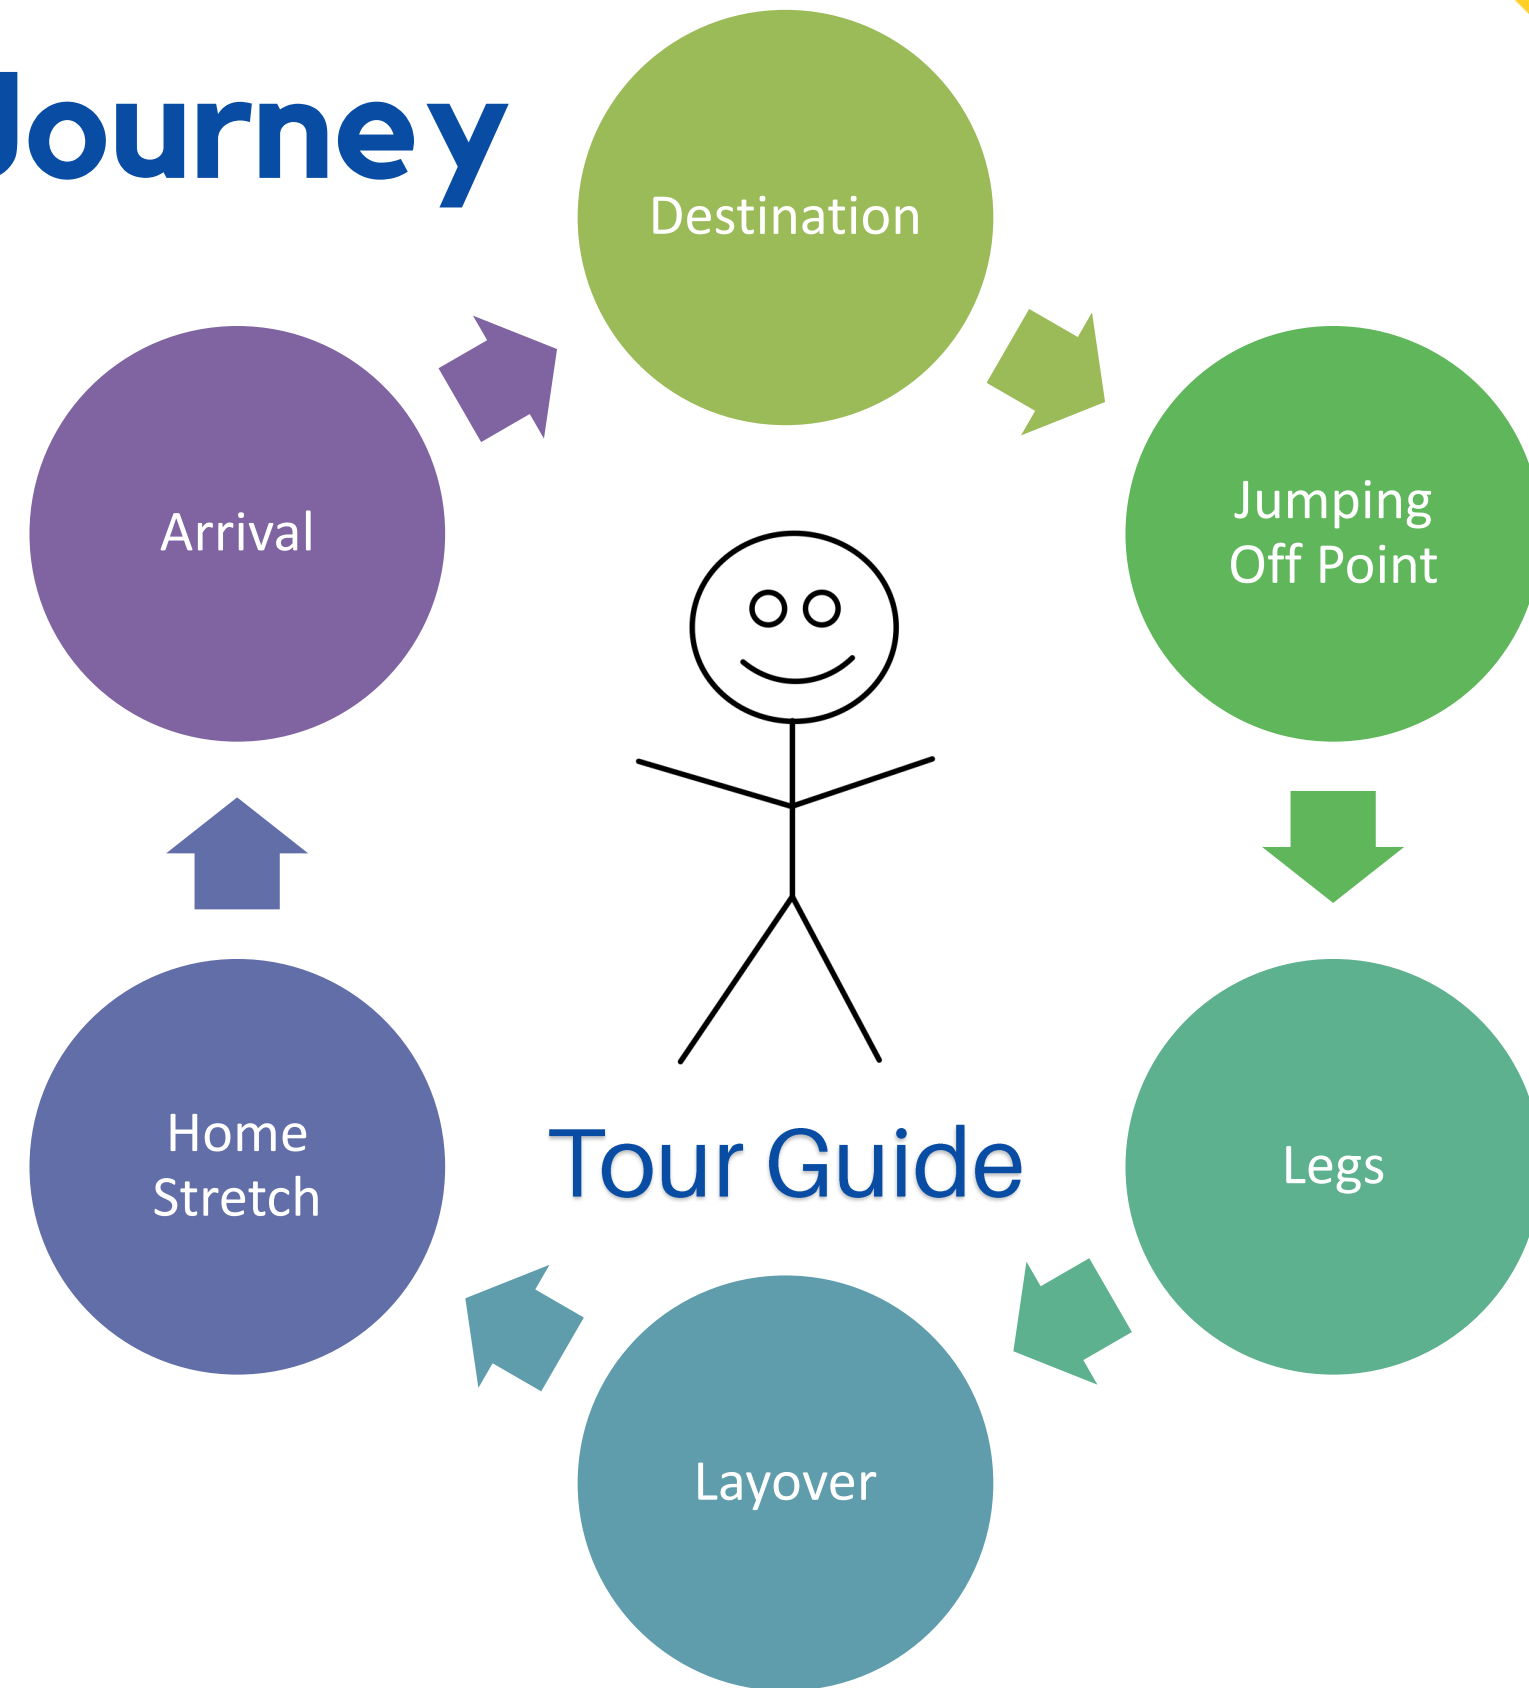 Journey
Destination
Jumping
Off Point
Legs
Layover
Home
Stretch
Arrival
Tour Guide